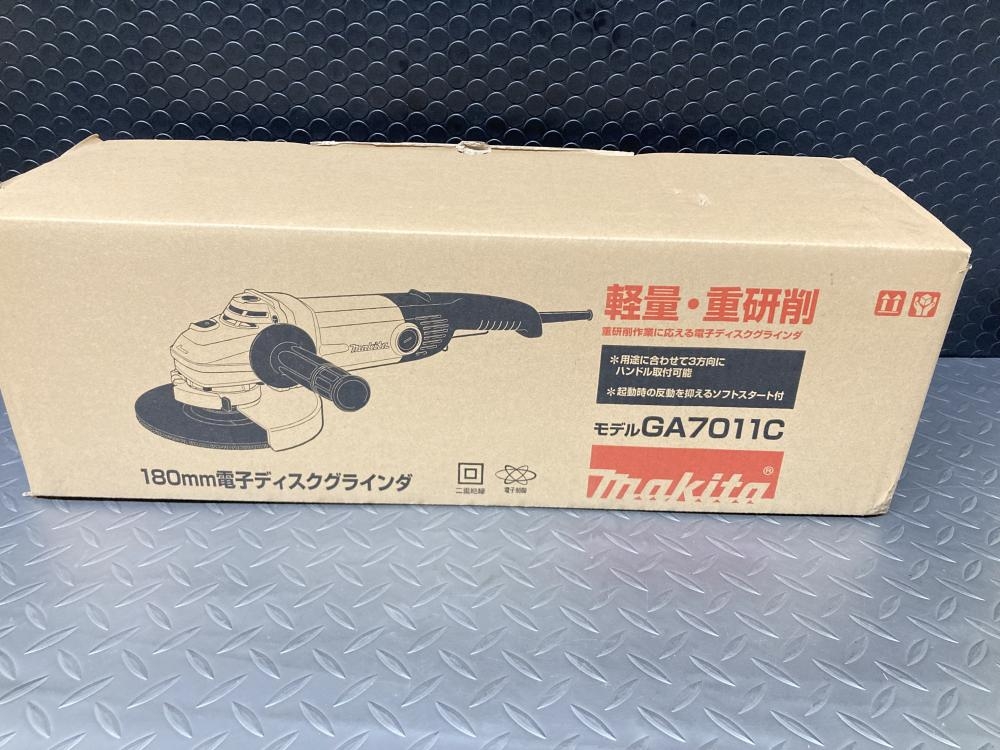 軽量・重研削
重研削作業に応える電子ディスクグラインダ
＊用途に合わせて3方向に
ハンドル取付可能
＊起動時の反動を抑えるソフトスタート付
モデルGA7011C
makita®
makita
180mm電子ディスクグラインダ
二重絶縁
電子制御